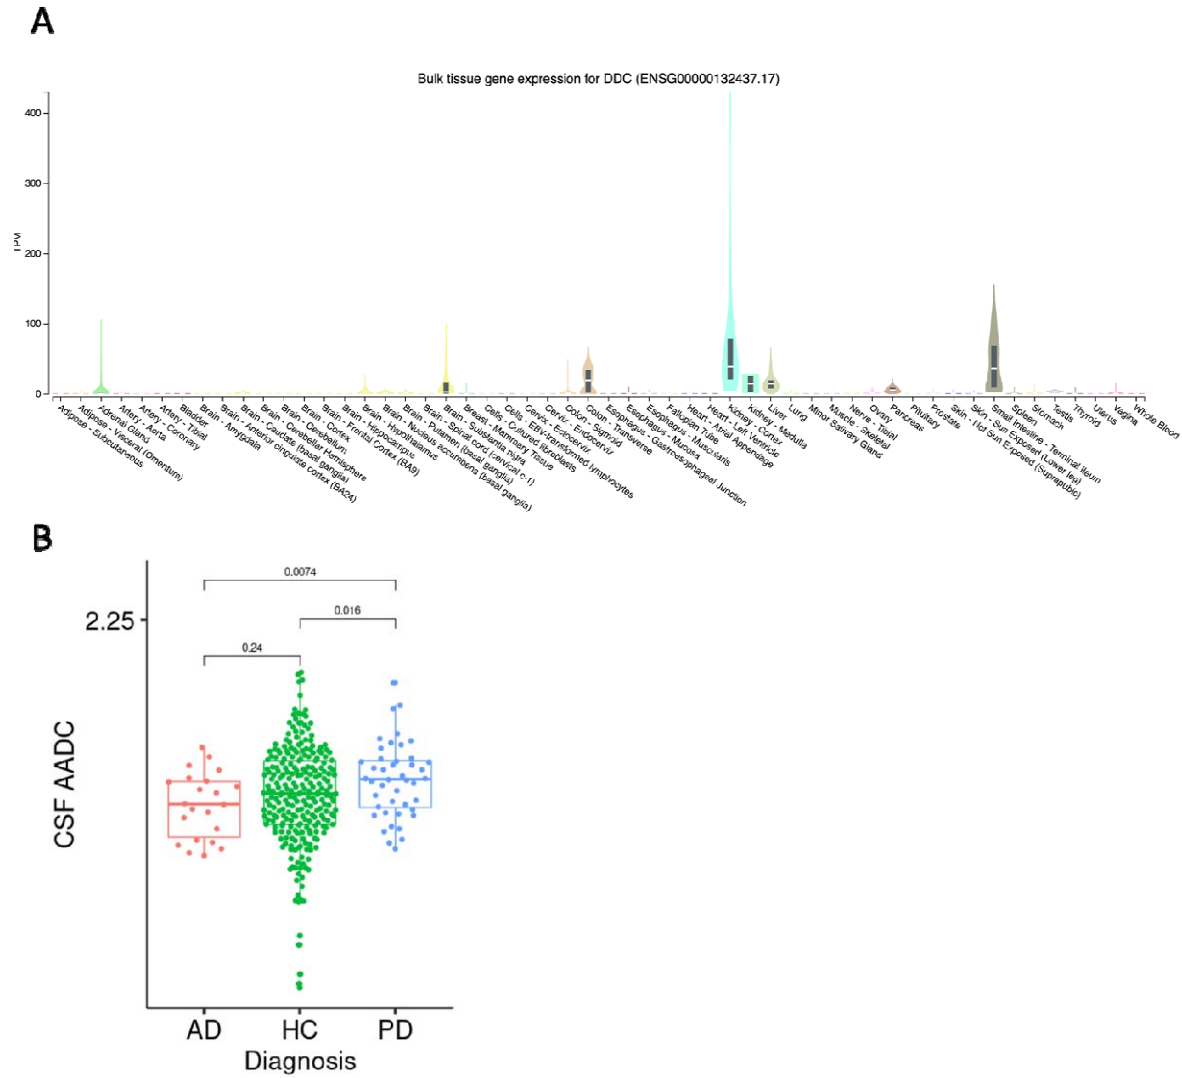 A
Bulk tissue gene expression for DDC (ENSG00000132437.17)
400
300
200
100
0
TPM
Adipose - Subcutaneous
Adipose - Visceral (Omentum)
Adrenal Gland
Artery - Aorta
Artery - Coronary
Artery - Tibial
Bladder
Brain - Amygdala
Brain - Anterior cingulate cortex (BA24)
Brain - Caudate (basal ganglia)
Brain - Cerebellar Hemisphere
Brain - Cerebellum
Brain - Cortex
Brain - Frontal Cortex (BA9)
Brain - Hippocampus
Brain - Hypothalamus
Brain - Nucleus accumbens (basal ganglia)
Brain - Putamen (basal ganglia)
Brain - Spinal cord (cervical c-1)
Brain - Substantia nigra
Breast - Mammary Tissue
Cells - Cultured fibroblasts
Cells - EBV-transformed lymphocytes
Cervix - Ectocervix
Cervix - Endocervix
Colon - Sigmoid
Colon - Transverse
Esophagus - Gastroesophageal Junction
Esophagus - Mucosa
Esophagus - Muscularis
Fallopian Tube
Heart - Atrial Appendage
Heart - Left Ventricle
Kidney - Cortex
Kidney - Medulla
Liver
Lung
Minor Salivary Gland
Muscle - Skeletal
Nerve - Tibial
Ovary
Pancreas
Pituitary
Prostate
Skin - Not Sun Exposed (Suprapubic)
Skin - Sun Exposed (Lower leg)
Small Intestine - Terminal Ileum
Spleen
Stomach
Testis
Thyroid
Uterus
Vagina
Whole Blood
B
0.0074
0.016
2.25
0.24
CSF AADC
AD HC PD
Diagnosis